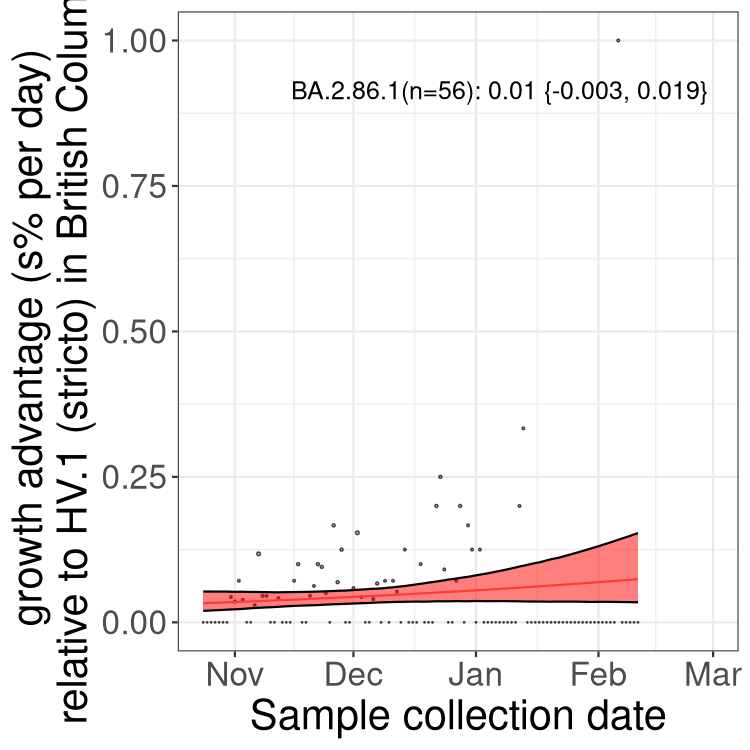 growth advantage (s% per day)
relative to HV.1 (stricto) in British Colum
1.00
0.75
0.50
0.25
0.00
BA.2.86.1(n=56): 0.01 {-0.003, 0.019}
Nov Dec Jan Feb Mar
Sample collection date